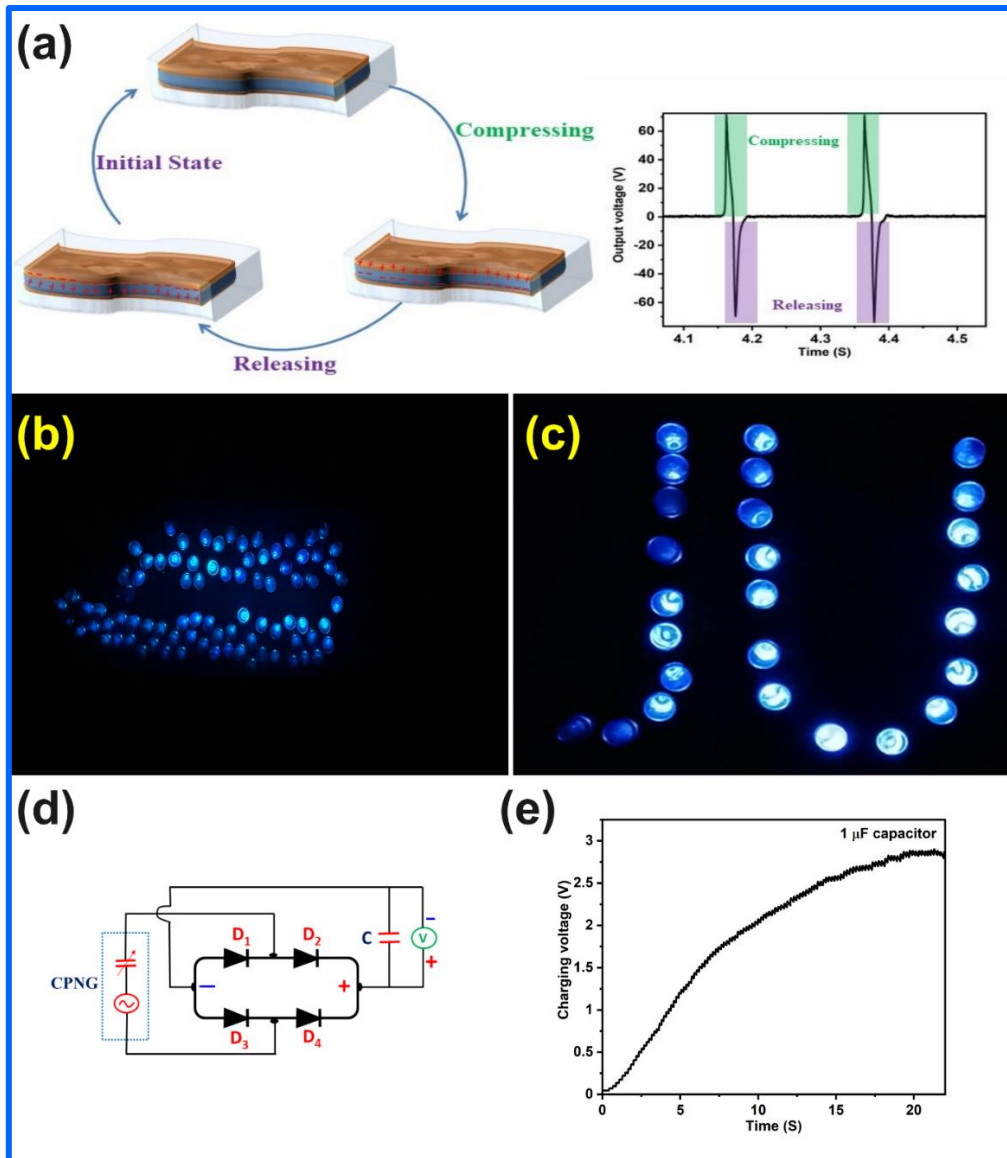 (a)
Compressing
Initial State
Releasing
Output voltage (V)
60
40
20
0
-20
-40
-60
Compressing
Releasing
4.1 4.2 4.3 4.4 4.5
Time (S)
(b)
(c)
(d)
CPNG
D1 D2
− +
D3 D4
C
−
V
+
(e)
1 μF capacitor
Charging voltage (V)
3
2.5
2
1.5
1
0.5
0
0 5 10 15 20
Time (S)